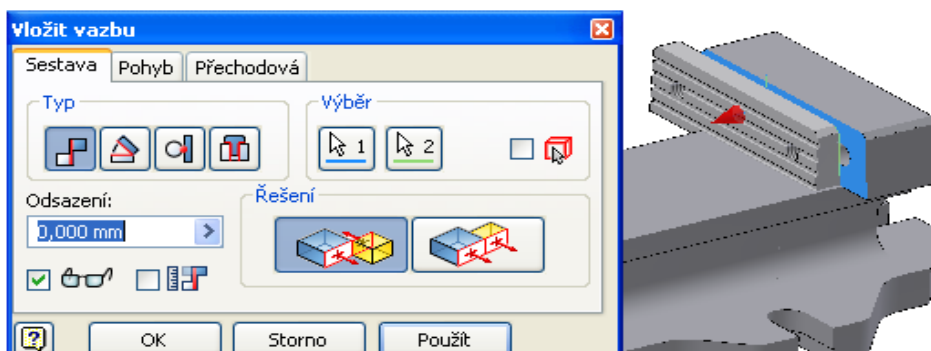 Vložit vazbu
Sestava Pohyb Přechodová
Typ Výběr
1 2
Odsazení: Řešení
0,000 mm
OK Storno Použít